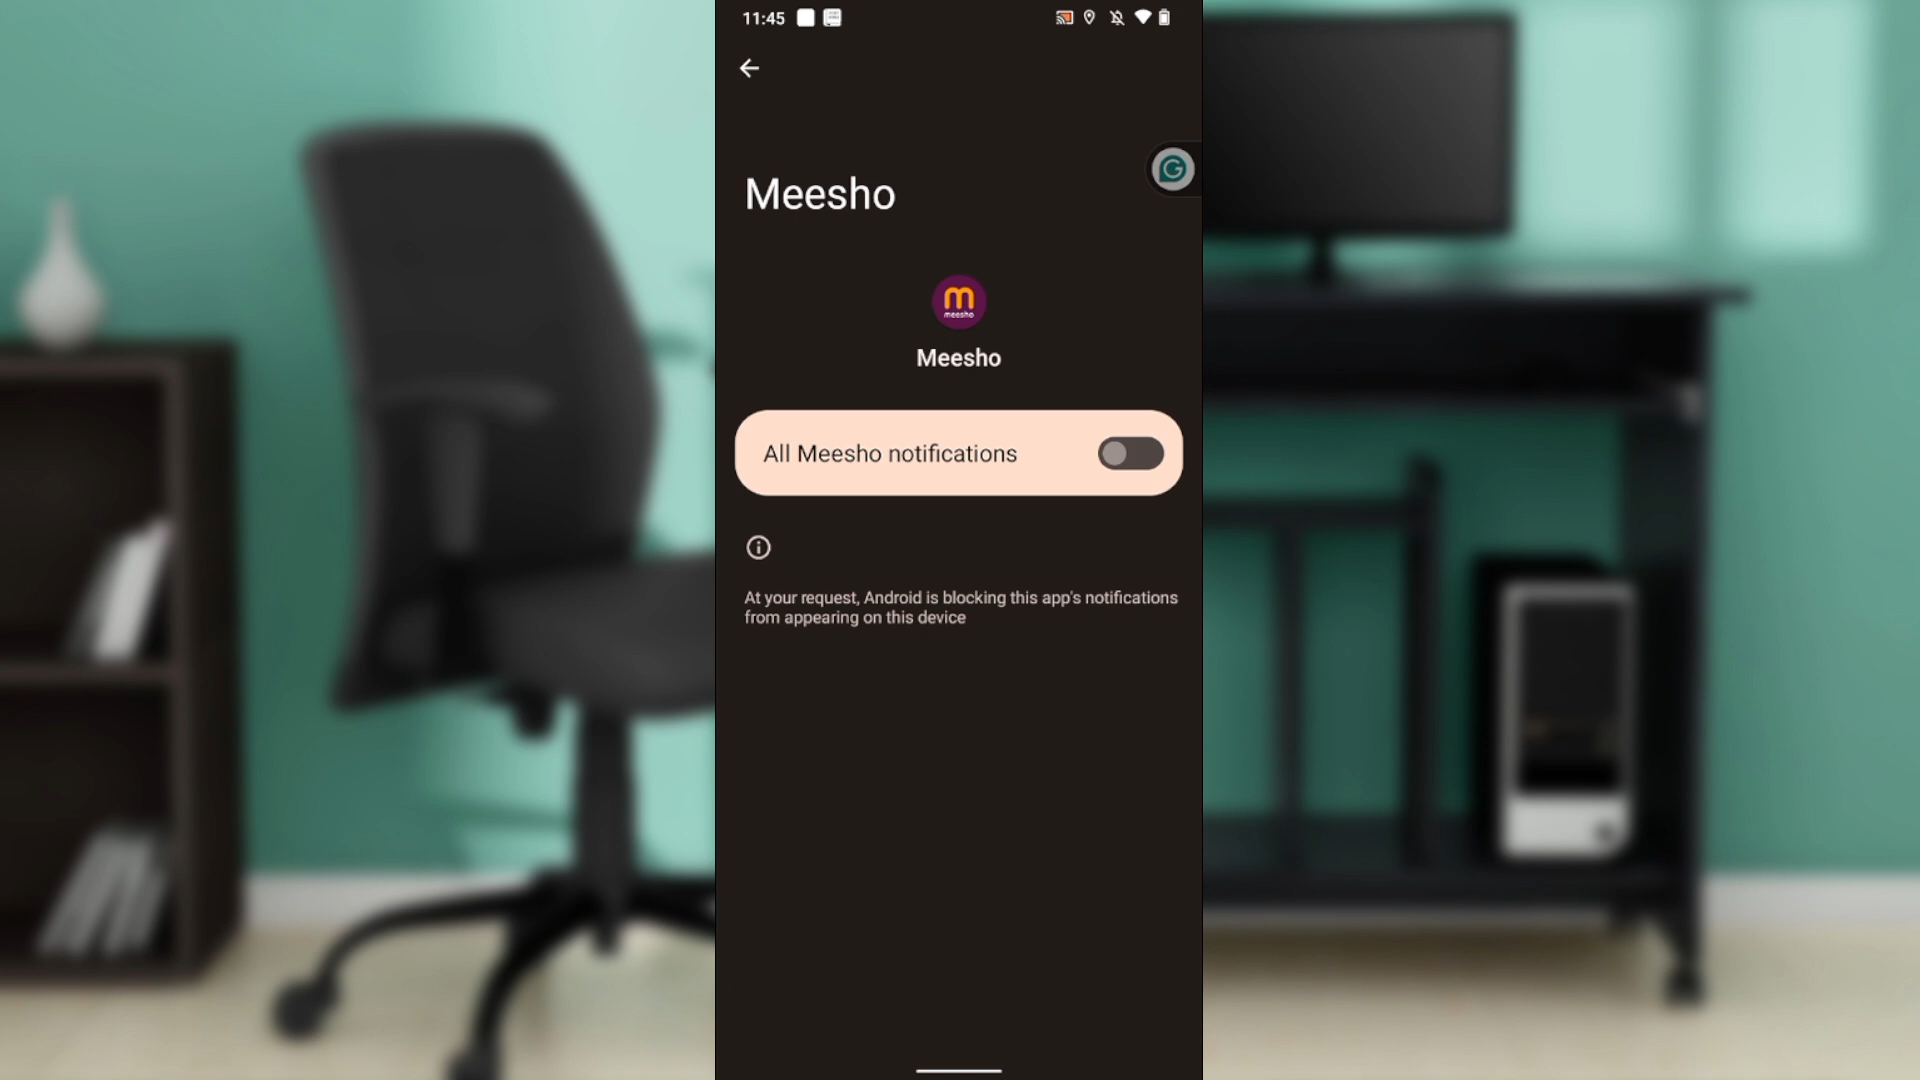 11:45
Meesho
meesho
Meesho
All Meesho notifications
At your request, Android is blocking this app's notifications
from appearing on this device